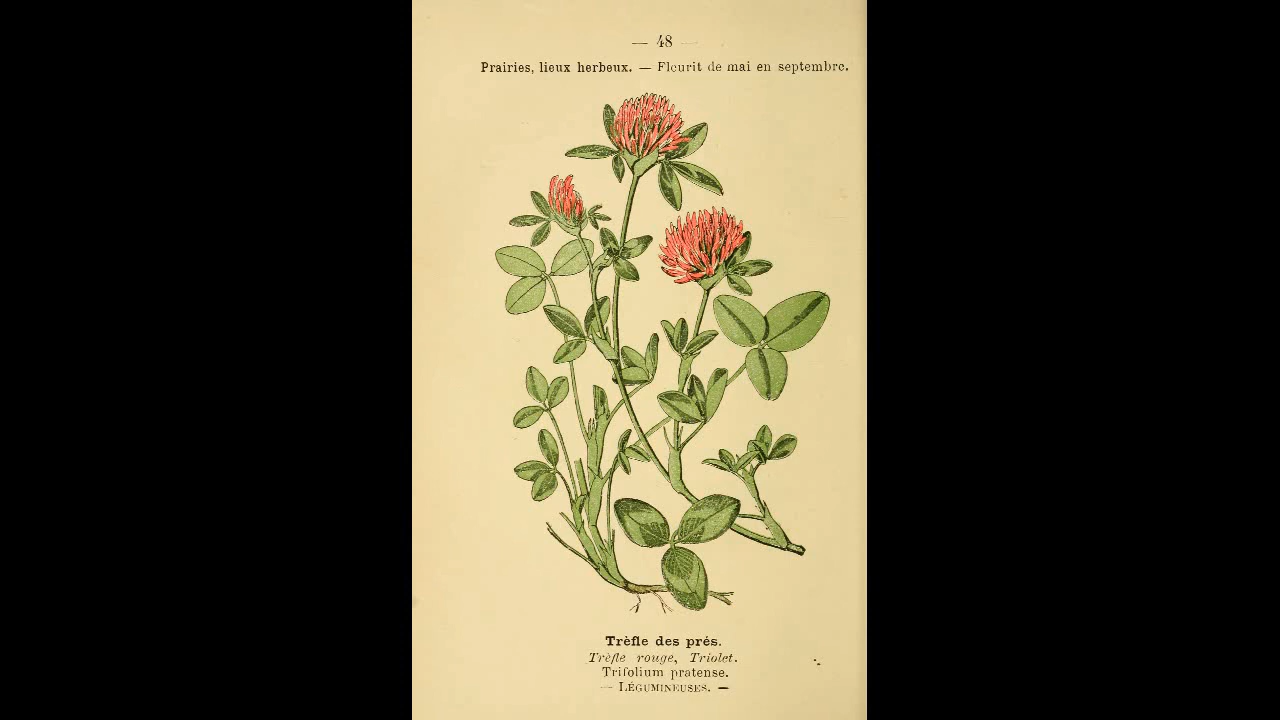 — 48 —
Prairies, lieux herbeux. — Fleurit de mai en septembre.
Trèfle des prés.
Trèfle rouge, Triolet.
Trifolium pratense.
— LÉGUMINEUSES. —